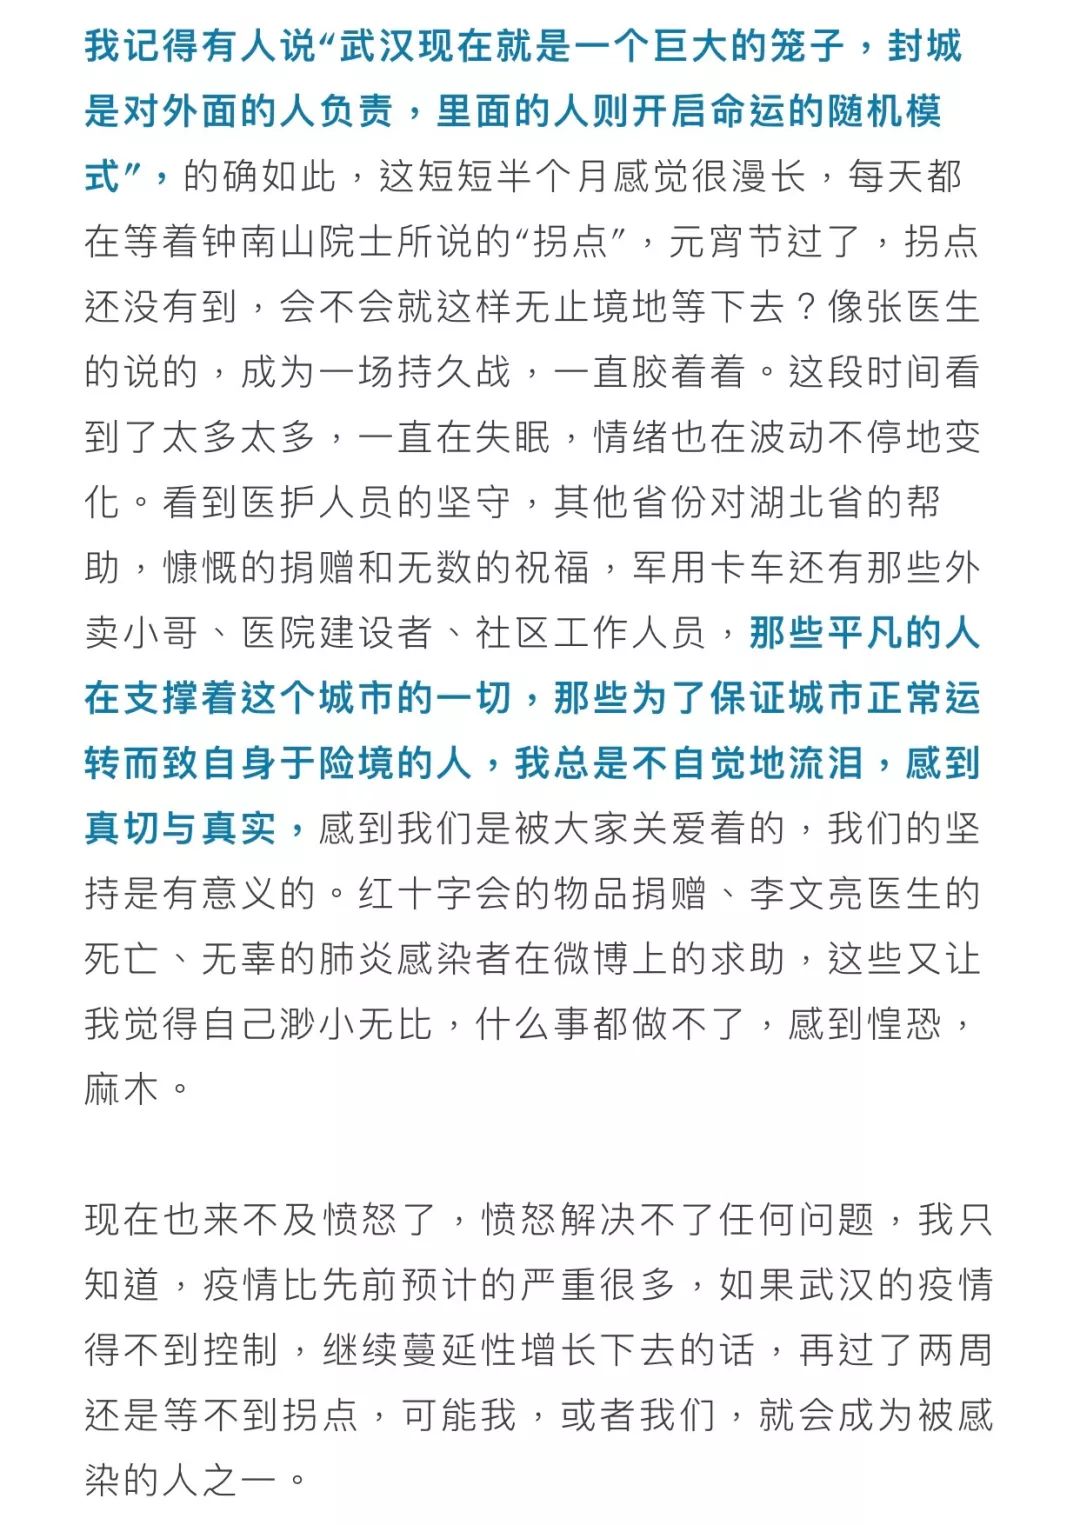 我记得有人说“武汉现在就是一个巨大的笼子，封城
是对外面的人负责，里面的人则开启命运的随机模
式”，的确如此，这短短半个月感觉很漫长，每天都
在等着钟南山院士所说的“拐点”，元宵节过了，拐点
还没有到，会不会就这样无止境地等下去？像张医生
的说的，成为一场持久战，一直胶着着。这段时间看
到了太多太多，一直在失眠，情绪也在波动不停地变
化。看到医护人员的坚守，其他省份对湖北省的帮
助，慷慨的捐赠和无数的祝福，军用卡车还有那些外
卖小哥、医院建设者、社区工作人员，那些平凡的人
在支撑着这个城市的一切，那些为了保证城市正常运
转而致自身于险境的人，我总是不自觉地流泪，感到
真切与真实，感到我们是被大家关爱着的，我们的坚
持是有意义的。红十字会的物品捐赠、李文亮医生的
死亡、无辜的肺炎感染者在微博上的求助，这些又让
我觉得自己渺小无比，什么事都做不了，感到惶恐，
麻木。
现在也来不及愤怒了，愤怒解决不了任何问题，我只
知道，疫情比先前预计的严重很多，如果武汉的疫情
得不到控制，继续蔓延性增长下去的话，再过了两周
还是等不到拐点，可能我，或者我们，就会成为被感
染的人之一。